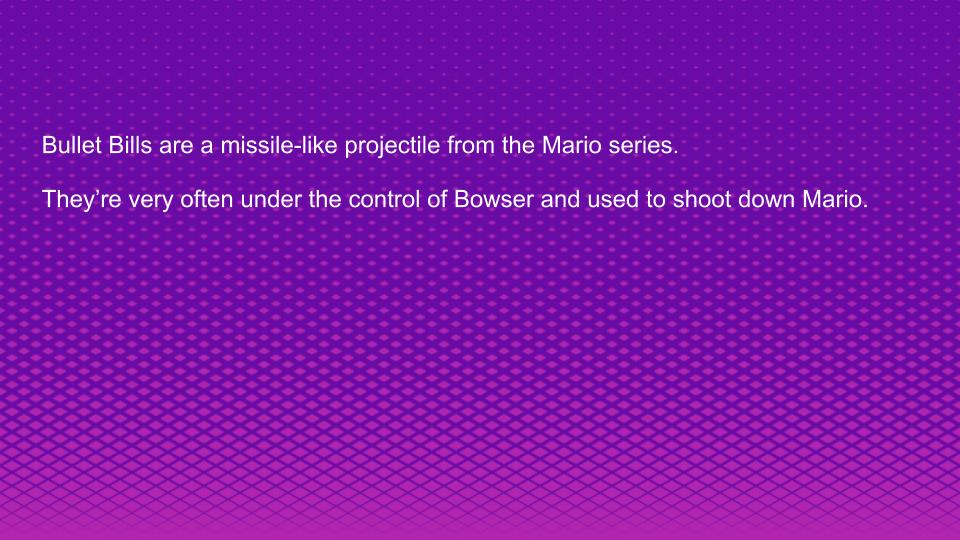 Bullet Bills are a missile-like projectile from the Mario series.
They’re very often under the control of Bowser and used to shoot down Mario.